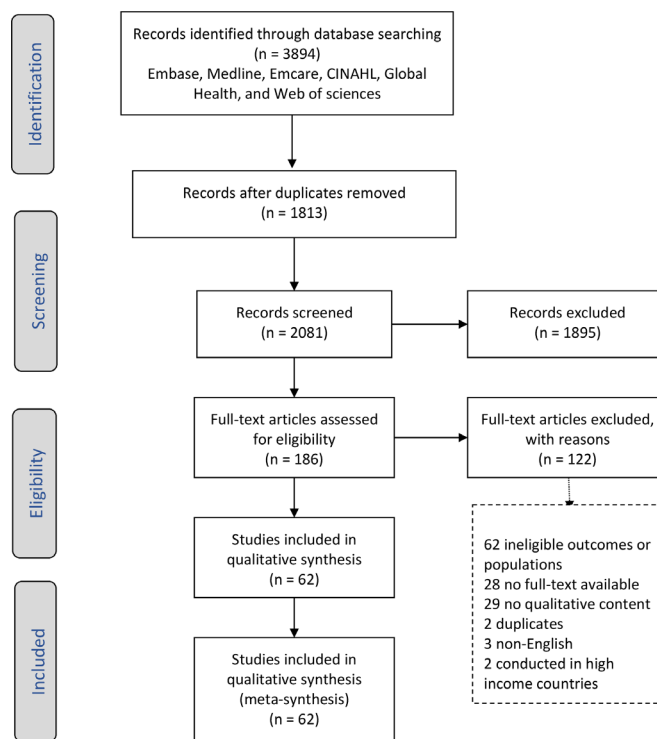 Identification
Records identified through database searching
(n = 3894)
Embase, Medline, Emcare, CINAHL, Global
Health, and Web of sciences
Records after duplicates removed
(n = 1813)
Screening
Records screened
(n = 2081)
Records excluded
(n = 1895)
Eligibility
Full-text articles assessed
for eligibility
(n = 186)
Full-text articles excluded,
with reasons
(n = 122)
62 ineligible outcomes or
populations
28 no full-text available
29 no qualitative content
2 duplicates
3 non-English
2 conducted in high
income countries
Studies included in
qualitative synthesis
(n = 62)
Included
Studies included in
qualitative synthesis
(meta-synthesis)
(n = 62)